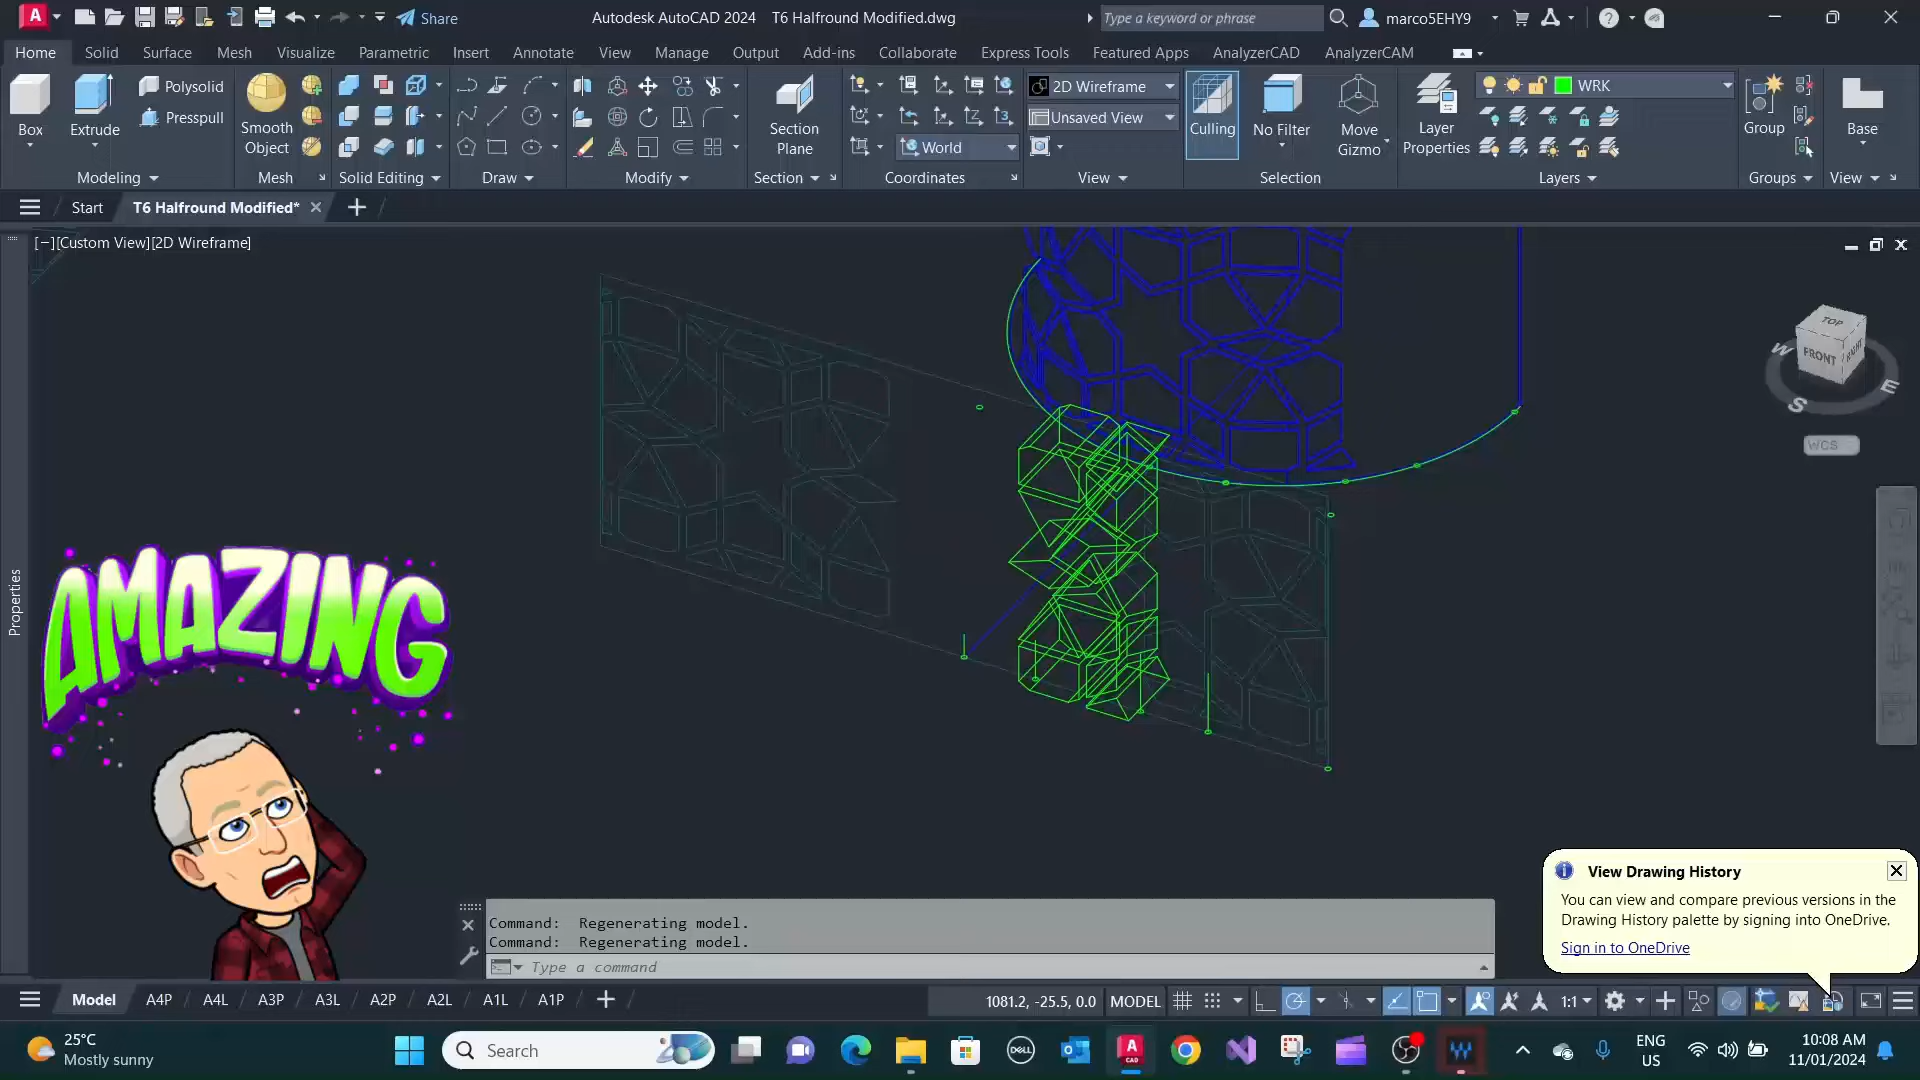 Share
Autodesk AutoCAD 2024 T6 Halfround Modified.dwg
Type a keyword or phrase
marco5EHY9
Home Solid Surface Mesh Visualize Parametric Insert Annotate View Manage Output Add-ins Collaborate Express Tools Featured Apps AnalyzerCAD AnalyzerCAM
Box
Extrude
Polysolid
Presspull
Smooth
Object
Section
Plane
World
2D Wireframe
Unsaved View
Culling
No Filter
Move
Gizmo
Layer
Properties
WRK
Group
Base
Modeling Mesh Solid Editing Draw Modify Section Coordinates View Selection Layers Groups View
Start T6 Halfround Modified*
[−][Custom View][2D Wireframe]
TOP
FRONT
RIGHT
W
E
S
WCS
Properties
AMAZING
View Drawing History
You can view and compare previous versions in the
Drawing History palette by signing into OneDrive.
Sign in to OneDrive
Command: Regenerating model.
Command: Regenerating model.
Type a command
Model A4P A4L A3P A3L A2P A2L A1L A1P
1081.2, -25.5, 0.0 MODEL 1:1
25°C
Mostly sunny
Search
DELL
A
CAD
ENG
US
10:08 AM
11/01/2024